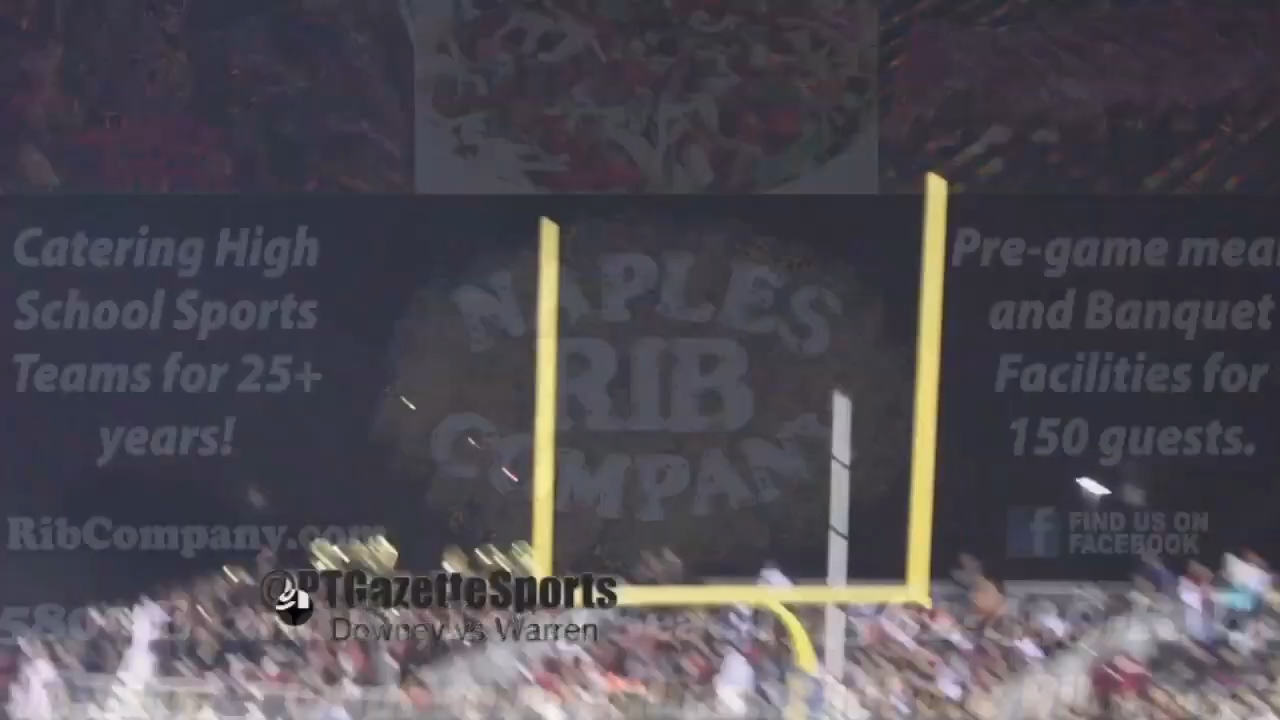 Catering High
School Sports
Teams for 25+
years!
NAPLES
RIB
COMPANY
Pre-game mea
and Banquet
Facilities for
150 guests.
RibCompany.com
FIND US ON
FACEBOOK
@PTGazetteSports
Downey vs Warren